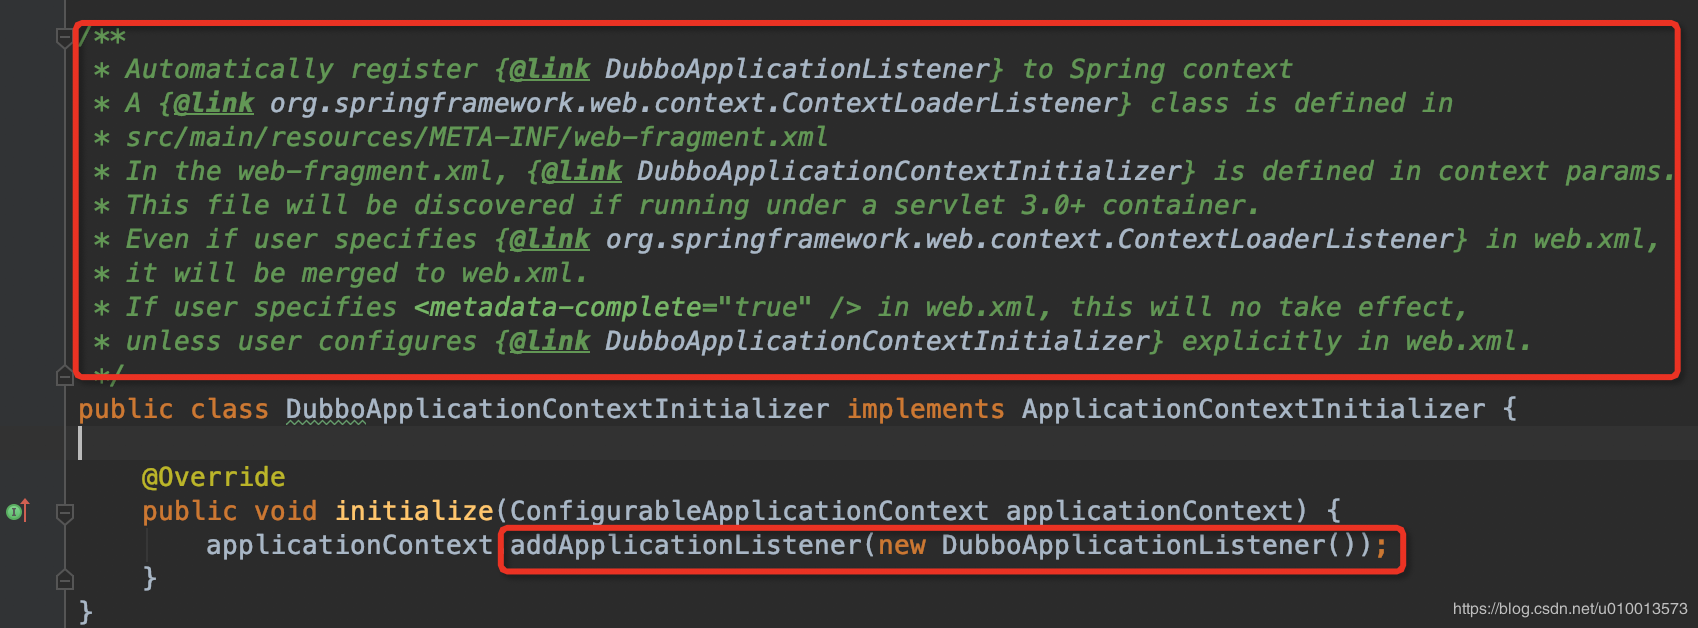 /**
* Automatically register {@link DubboApplicationListener} to Spring context
* A {@link org.springframework.web.context.ContextLoaderListener} class is defined in
* src/main/resources/META-INF/web-fragment.xml
* In the web-fragment.xml, {@link DubboApplicationContextInitializer} is defined in context params.
* This file will be discovered if running under a servlet 3.0+ container.
* Even if user specifies {@link org.springframework.web.context.ContextLoaderListener} in web.xml,
* it will be merged to web.xml.
* If user specifies <metadata-complete="true" /> in web.xml, this will no take effect,
* unless user configures {@link DubboApplicationContextInitializer} explicitly in web.xml.
*/
public class DubboApplicationContextInitializer implements ApplicationContextInitializer {
@Override
public void initialize(ConfigurableApplicationContext applicationContext) {
applicationContext.addApplicationListener(new DubboApplicationListener());
}
}
https://blog.csdn.net/u010013573